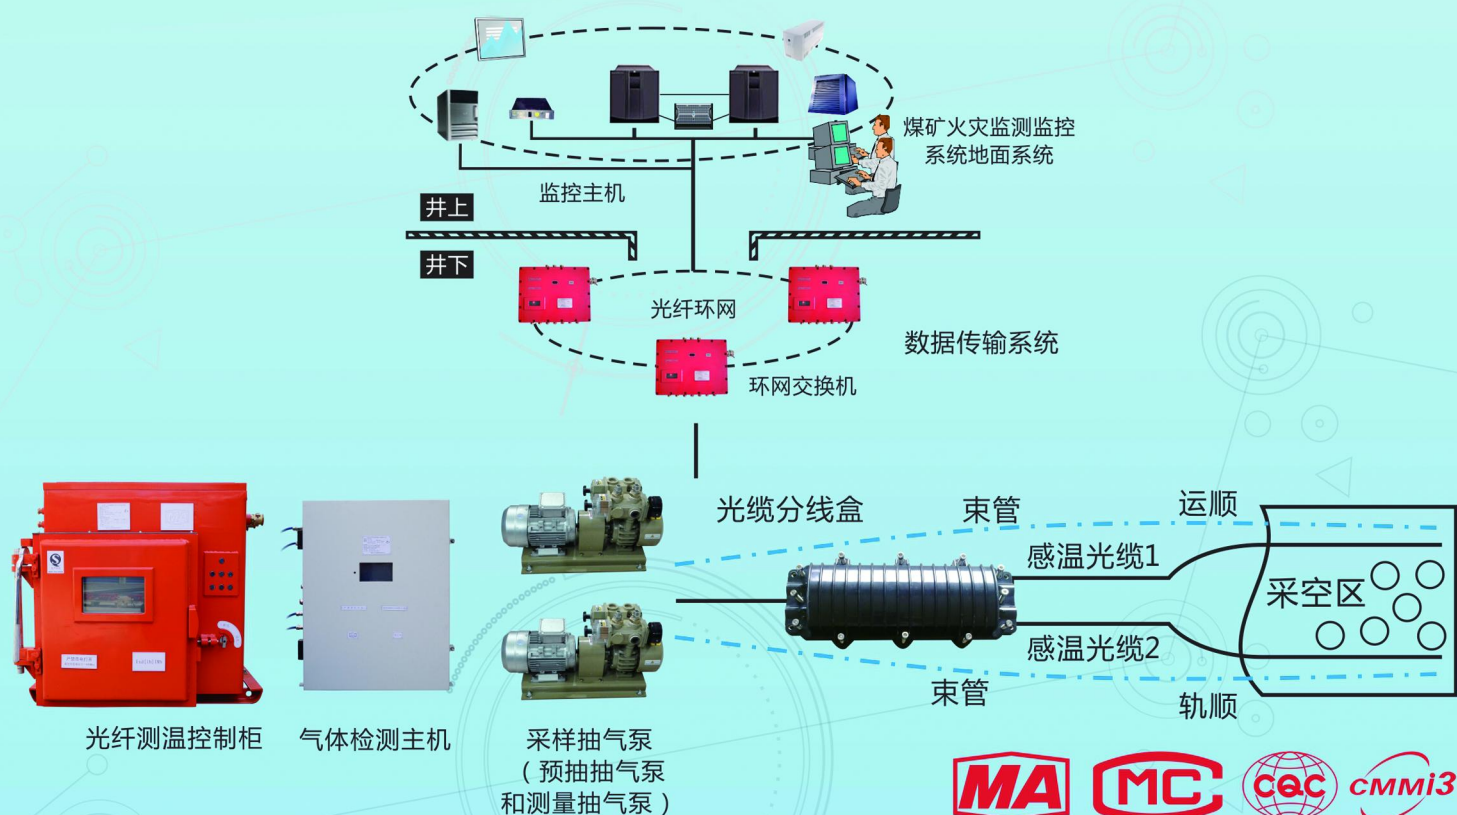 煤矿火灾监测监控
系统地面系统
监控主机
井上
井下
光纤环网
数据传输系统
环网交换机
光缆分线盒
束管
运顺
感温光缆1
采空区
感温光缆2
束管
轨顺
光纤测温控制柜
气体检测主机
采样抽气泵
（预抽抽气泵
和测量抽气泵）
MA
MC
CQC
CMMi3